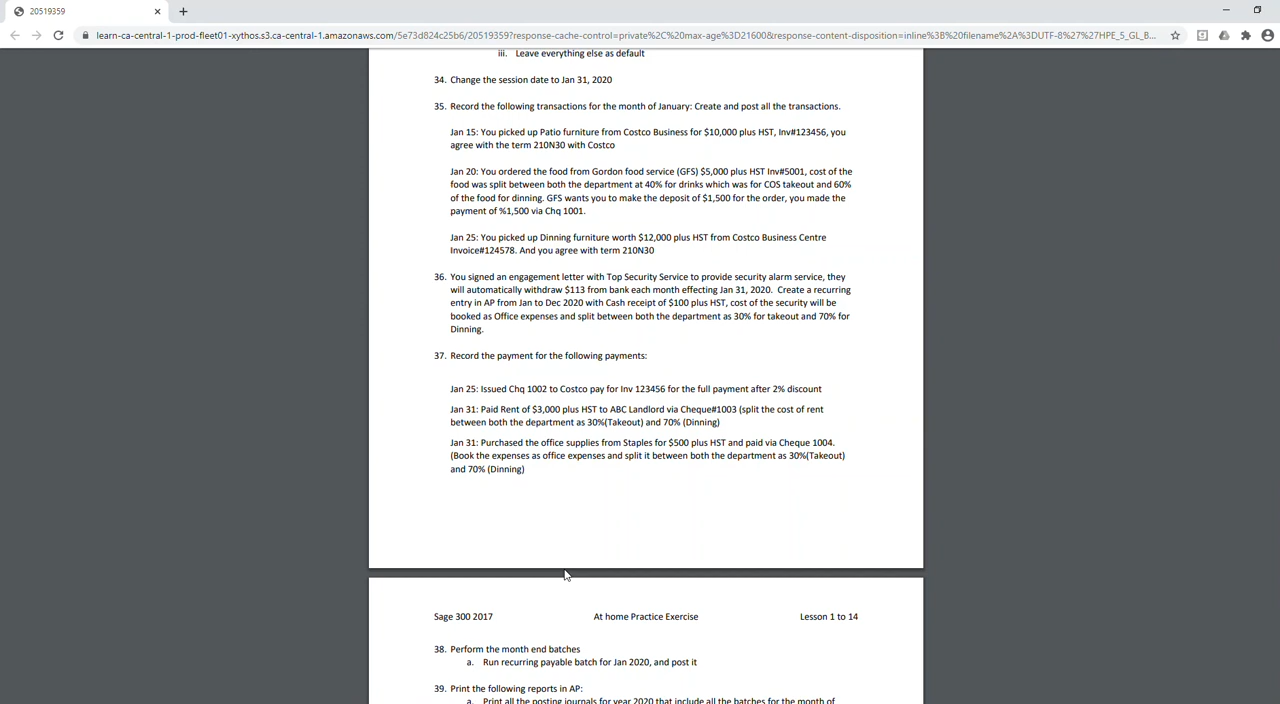 20519359
learn-ca-central-1-prod-fleet01-xythos.s3.ca-central-1.amazonaws.com/5e73d824c25b6/20519359?response-cache-control=private%2C%20max-age%3D21600&response-content-disposition=inline%3B%20filename%2A%3DUTF-8%27%27HPE_5_GL_B...
iii. Leave everything else as default
34. Change the session date to Jan 31, 2020
35. Record the following transactions for the month of January: Create and post all the transactions.
Jan 15: You picked up Patio furniture from Costco Business for $10,000 plus HST, Inv#123456, you
agree with the term 210N30 with Costco
Jan 20: You ordered the food from Gordon food service (GFS) $5,000 plus HST Inv#5001, cost of the
food was split between both the department at 40% for drinks which was for COS takeout and 60%
of the food for dinning. GFS wants you to make the deposit of $1,500 for the order, you made the
payment of %1,500 via Chq 1001.
Jan 25: You picked up Dinning furniture worth $12,000 plus HST from Costco Business Centre
Invoice#124578. And you agree with term 210N30
36. You signed an engagement letter with Top Security Service to provide security alarm service, they
will automatically withdraw $113 from bank each month effecting Jan 31, 2020. Create a recurring
entry in AP from Jan to Dec 2020 with Cash receipt of $100 plus HST, cost of the security will be
booked as Office expenses and split between both the department as 30% for takeout and 70% for
Dinning.
37. Record the payment for the following payments:
Jan 25: Issued Chq 1002 to Costco pay for Inv 123456 for the full payment after 2% discount
Jan 31: Paid Rent of $3,000 plus HST to ABC Landlord via Cheque#1003 (split the cost of rent
between both the department as 30%(Takeout) and 70% (Dinning)
Jan 31: Purchased the office supplies from Staples for $500 plus HST and paid via Cheque 1004.
(Book the expenses as office expenses and split it between both the department as 30%(Takeout)
and 70% (Dinning)
Sage 300 2017 At home Practice Exercise Lesson 1 to 14
38. Perform the month end batches
a. Run recurring payable batch for Jan 2020, and post it
39. Print the following reports in AP:
a. Print all the posting journals for year 2020 that include all the batches for the month of